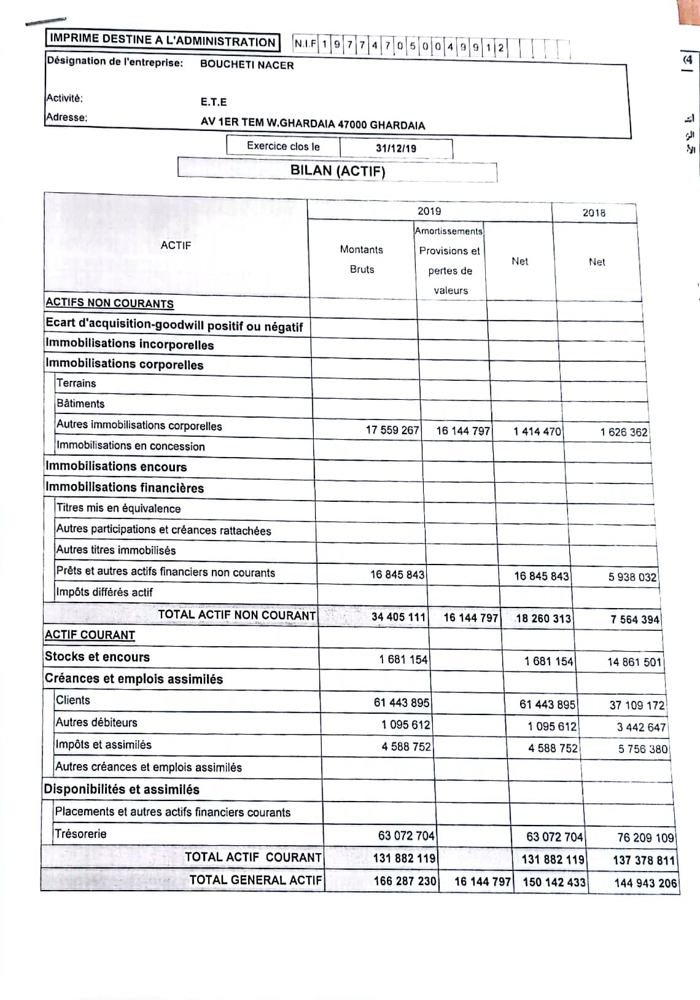 IMPRIME DESTINE A L'ADMINISTRATION N.I.F 1 9 7 7 4 7 0 5 0 0 4 9 9 1 2
Désignation de l'entreprise: BOUCHETI NACER
Activité: E.T.E
Adresse: AV 1ER TEM W.GHARDAIA 47000 GHARDAIA
Exercice clos le 31/12/19
BILAN (ACTIF)
ACTIF 2019 2018
Montants Bruts Amortissements Provisions et pertes de valeurs Net Net
ACTIFS NON COURANTS
Ecart d'acquisition-goodwill positif ou négatif
Immobilisations incorporelles
Immobilisations corporelles
Terrains
Bâtiments
Autres immobilisations corporelles 17 559 267 16 144 797 1 414 470 1 626 362
Immobilisations en concession
Immobilisations encours
Immobilisations financières
Titres mis en équivalence
Autres participations et créances rattachées
Autres titres immobilisés
Prêts et autres actifs financiers non courants 16 845 843 16 845 843 5 938 032
Impôts différés actif
TOTAL ACTIF NON COURANT 34 405 111 16 144 797 18 260 313 7 564 394
ACTIF COURANT
Stocks et encours 1 681 154 1 681 154 14 861 501
Créances et emplois assimilés
Clients 61 443 895 61 443 895 37 109 172
Autres débiteurs 1 095 612 1 095 612 3 442 647
Impôts et assimilés 4 588 752 4 588 752 5 756 380
Autres créances et emplois assimilés
Disponibilités et assimilés
Placements et autres actifs financiers courants
Trésorerie 63 072 704 63 072 704 76 209 109
TOTAL ACTIF COURANT 131 882 119 131 882 119 137 378 811
TOTAL GENERAL ACTIF 166 287 230 16 144 797 150 142 433 144 943 206